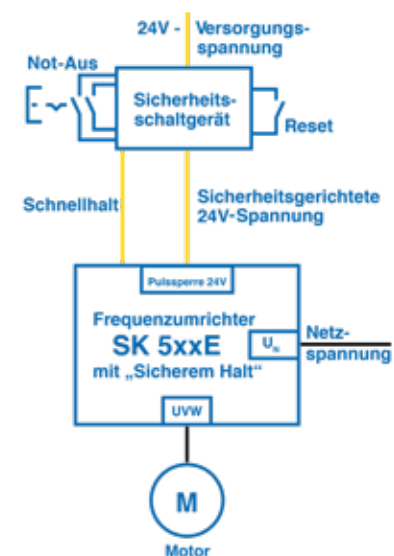 24V - Versorgungs-
spannung
Not-Aus
Sicherheits-
schaltgerät
Reset
Schnellhalt
Sicherheitsgerichtete
24V-Spannung
Pulssperre 24V
Frequenzumrichter
SK 5xxE
mit „Sicherem Halt“
UIN
Netz-
spannung
UVW
M
Motor